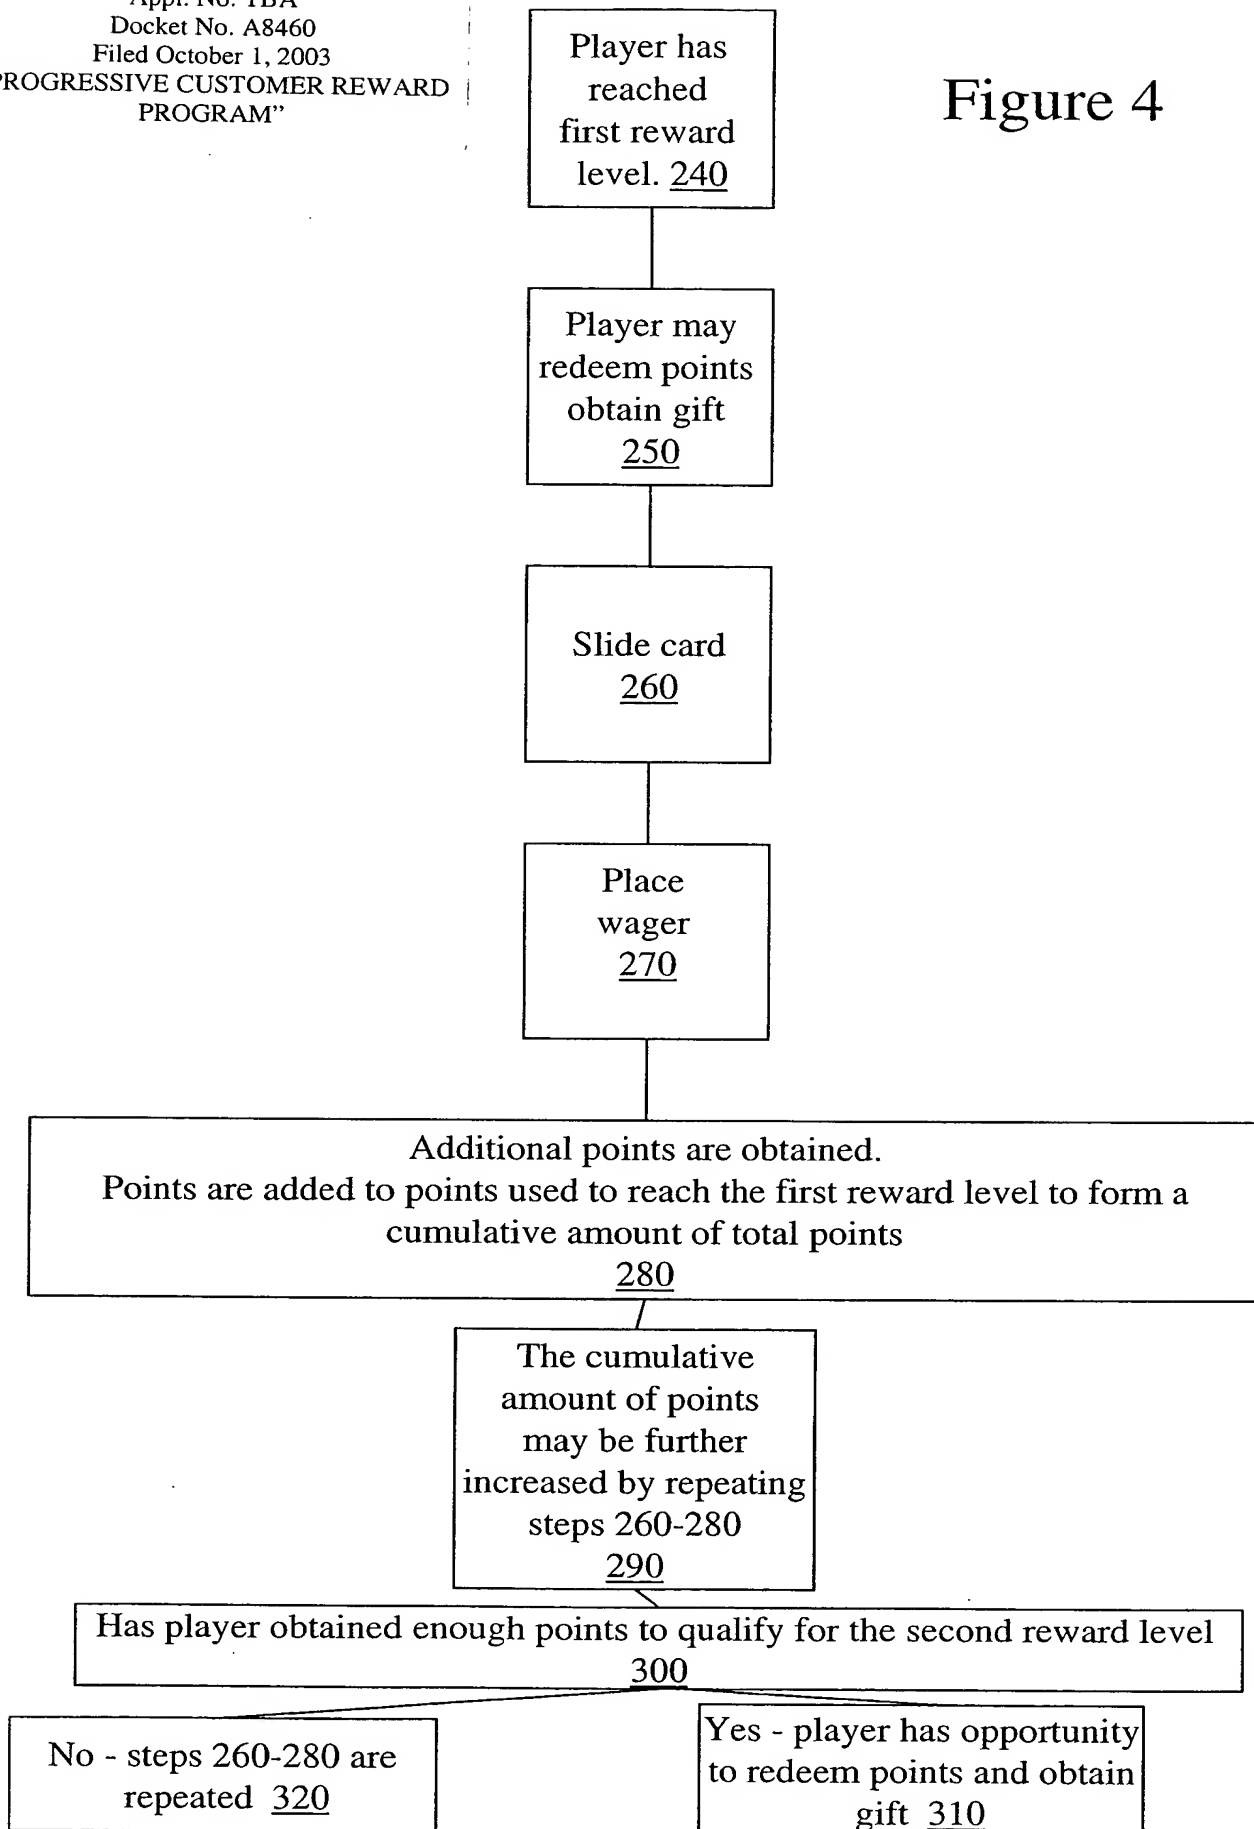 Appl. No. TBA
Docket No. A8460
Filed October 1, 2003
PROGRESSIVE CUSTOMER REWARD
PROGRAM”
Figure 4
Player has
reached
first reward
level. 240
Player may
redeem points
obtain gift
250
Slide card
260
Place
wager
270
Additional points are obtained.
Points are added to points used to reach the first reward level to form a
cumulative amount of total points
280
The cumulative
amount of points
may be further
increased by repeating
steps 260-280
290
Has player obtained enough points to qualify for the second reward level
300
No - steps 260-280 are
repeated 320
Yes - player has opportunity
to redeem points and obtain
gift 310